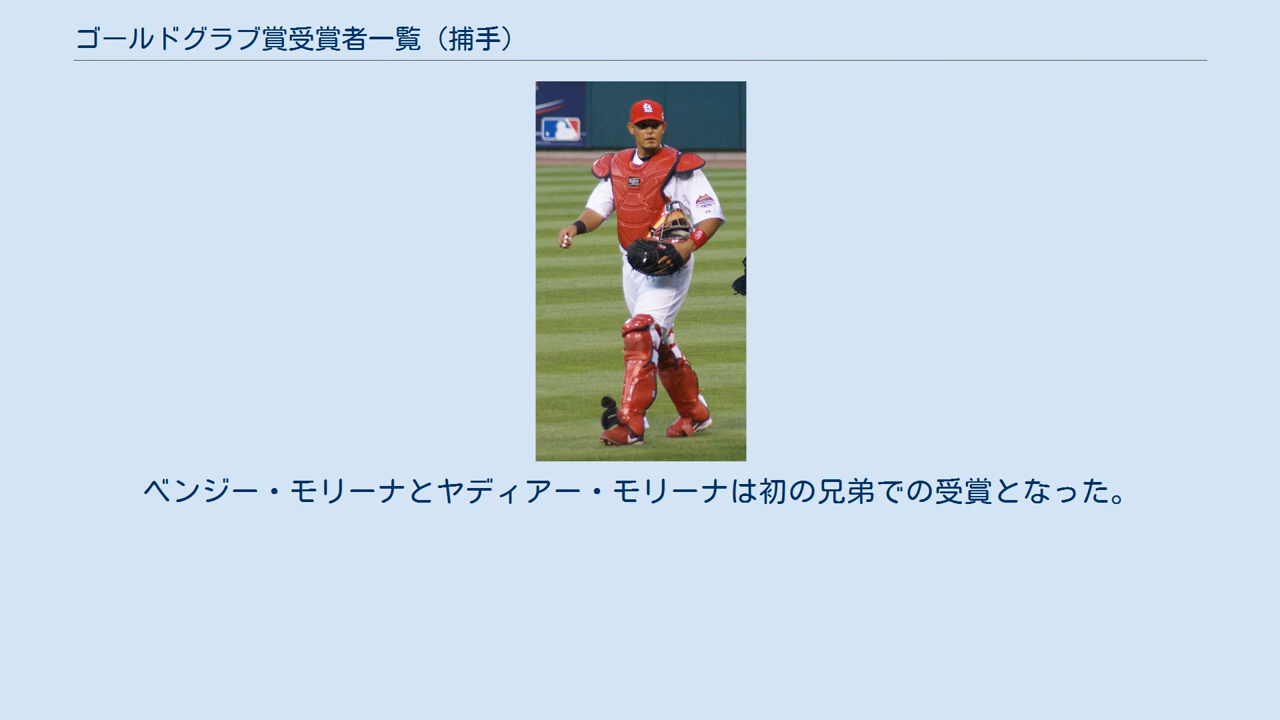 ゴールドグラブ賞受賞者一覧（捕手）
ベンジー・モリーナとヤディアー・モリーナは初の兄弟での受賞となった。